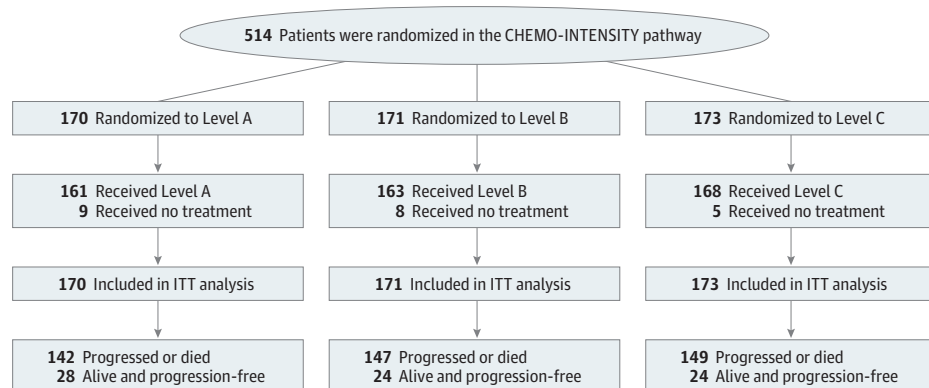 514 Patients were randomized in the CHEMO-INTENSITY pathway
170 Randomized to Level A
171 Randomized to Level B
173 Randomized to Level C
161 Received Level A
9 Received no treatment
163 Received Level B
8 Received no treatment
168 Received Level C
5 Received no treatment
170 Included in ITT analysis
171 Included in ITT analysis
173 Included in ITT analysis
142 Progressed or died
28 Alive and progression-free
147 Progressed or died
24 Alive and progression-free
149 Progressed or died
24 Alive and progression-free